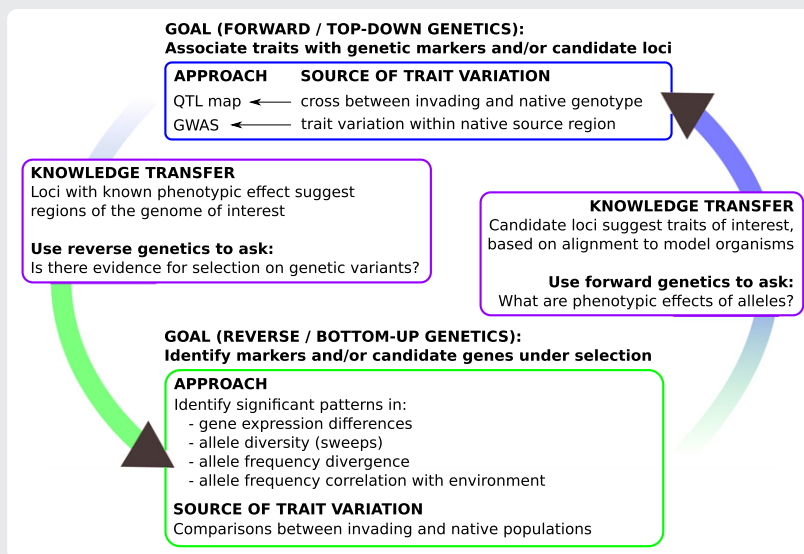 GOAL (FORWARD / TOP-DOWN GENETICS):
Associate traits with genetic markers and/or candidate loci
APPROACH SOURCE OF TRAIT VARIATION
QTL map cross between invading and native genotype
GWAS trait variation within native source region
KNOWLEDGE TRANSFER
Loci with known phenotypic effect suggest
regions of the genome of interest
Use reverse genetics to ask:
Is there evidence for selection on genetic variants?
KNOWLEDGE TRANSFER
Candidate loci suggest traits of interest,
based on alignment to model organisms
Use forward genetics to ask:
What are phenotypic effects of alleles?
GOAL (REVERSE / BOTTOM-UP GENETICS):
Identify markers and/or candidate genes under selection
APPROACH
Identify significant patterns in:
- gene expression differences
- allele diversity (sweeps)
- allele frequency divergence
- allele frequency correlation with environment
SOURCE OF TRAIT VARIATION
Comparisons between invading and native populations